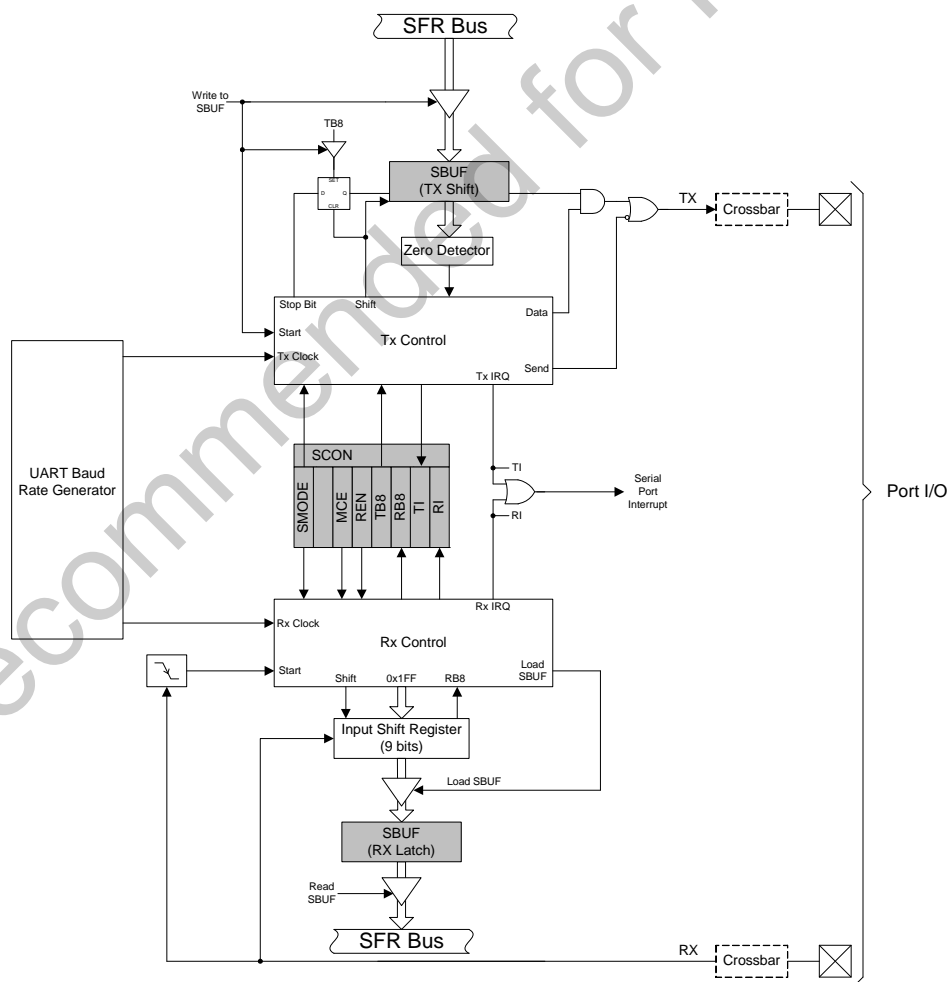 SFR Bus
Write to
SBUF
TB8
SET
D
Q
CLR
SBUF
(TX Shift)
Zero Detector
TX
Crossbar
Stop Bit
Shift
Data
Start
Tx Control
Tx Clock
Send
Tx IRQ
UART Baud
Rate Generator
SCON
SMODE
MCE
REN
TB8
RB8
TI
RI
TI
RI
Serial
Port
Interrupt
Port I/O
Rx IRQ
Rx Clock
Rx Control
Start
Load
SBUF
Shift
0x1FF
RB8
Input Shift Register
(9 bits)
Load SBUF
SBUF
(RX Latch)
Read
SBUF
SFR Bus
RX
Crossbar
ecommended for